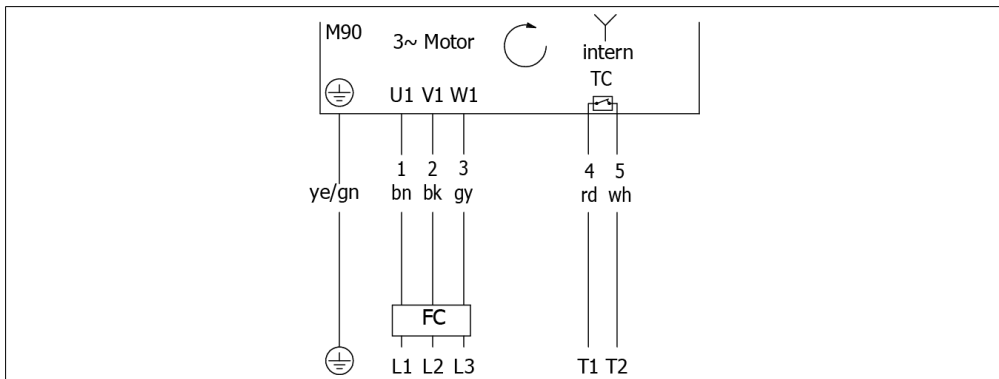 M90
3~ Motor
intern
TC
U1 V1 W1
1 2 3 4 5
ye/gn bn bk gy rd wh
FC
L1 L2 L3 T1 T2